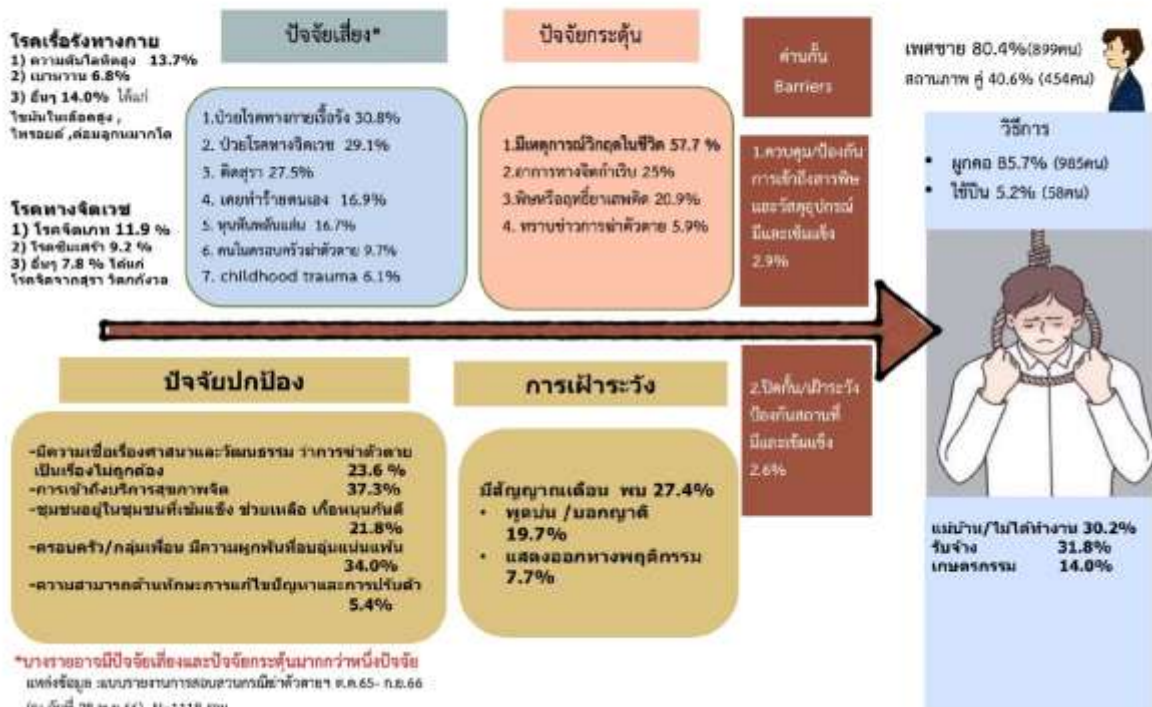 โรคเรื้อรังทางกาย
1) ความดันโลหิตสูง 13.7%
2) เบาหวาน 6.8%
3) อื่นๆ 14.0% ได้แก่
ไขมันในเลือดสูง ,
ไทรอยด์ ,ต่อมลูกหมากโต
โรคทางจิตเวช
1) โรคจิตเภท 11.9 %
2) โรคซึมเศร้า 9.2 %
3) อื่นๆ 7.8 % ได้แก่
โรคจิตจากสุรา วิตกกังวล
ปัจจัยเสี่ยง*
1.ป่วยโรคทางกายเรื้อรัง 30.8%
2. ป่วยโรคทางจิตเวช 29.1%
3. ติดสุรา 27.5%
4. เคยทำร้ายตนเอง 16.9%
5. หุนหันพลันแล่น 16.7%
6. คนในครอบครัวฆ่าตัวตาย 9.7%
7. childhood trauma 6.1%
ปัจจัยกระตุ้น
1.มีเหตุการณ์วิกฤตในชีวิต 57.7 %
2.อาการทางจิตกำเริบ 25%
3.พิษหรือฤทธิ์ยาเสพติด 20.9%
4. ทราบข่าวการฆ่าตัวตาย 5.9%
ด่านกั้น
Barriers
1.ควบคุม/ป้องกัน
การเข้าถึงสารพิษ
และวัสดุอุปกรณ์
มีและเข้มแข็ง
2.9%
2.ปิดกั้น/เฝ้าระวัง
ป้องกันสถานที่
มีและเข้มแข็ง
2.6%
เพศชาย 80.4%(899คน)
สถานภาพ คู่ 40.6% (454คน)
วิธีการ
• ผูกคอ 85.7% (985คน)
• ใช้ปืน 5.2% (58คน)
แม่บ้าน/ไม่ได้ทำงาน 30.2%
รับจ้าง 31.8%
เกษตรกรรม 14.0%
ปัจจัยปกป้อง
-มีความเชื่อเรื่องศาสนาและวัฒนธรรม ว่าการฆ่าตัวตาย
เป็นเรื่องไม่ถูกต้อง 23.6 %
-การเข้าถึงบริการสุขภาพจิต 37.3%
-ชุมชนอยู่ในชุมชนที่เข้มแข็ง ช่วยเหลือ เกื้อหนุนกันดี
21.8%
-ครอบครัว/กลุ่มเพื่อน มีความผูกพันที่อบอุ่นแน่นแฟ้น
34.0%
-ความสามารถด้านทักษะการแก้ไขปัญหาและการปรับตัว
5.4%
การเฝ้าระวัง
มีสัญญาณเตือน พบ 27.4%
• พูดบ่น /บอกญาติ
19.7%
• แสดงออกทางพฤติกรรม
7.7%
*บางรายอาจมีปัจจัยเสี่ยงและปัจจัยกระตุ้นมากกว่าหนึ่งปัจจัย
แหล่งข้อมูล :แบบรายงานการสอบสวนกรณีฆ่าตัวตายฯ ต.ค.65- ก.ย.66